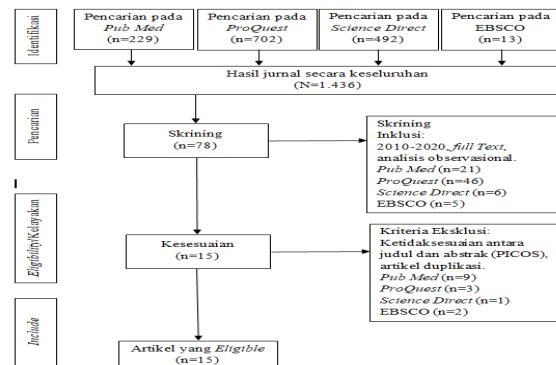 Identifikasi
Pencarian pada
Pub Med
(n=229)
Pencarian pada
ProQuest
(n=702)
Pencarian pada
Science Direct
(n=492)
Pencarian pada
EBSCO
(n=13)
Hasil jurnal secara keseluruhan
(N=1.436)
Pencarian
Skrining
(n=78)
Skrining
Inklusi:
2010-2020, full Text,
analisis observasional.
Pub Med (n=21)
ProQuest (n=46)
Science Direct (n=6)
EBSCO (n=5)
Eligibility/Kelayakan
Kesesuaian
(n=15)
Kriteria Eksklusi:
Ketidaksesuaian antara
judul dan abstrak (PICOS),
artikel duplikasi.
Pub Med (n=9)
ProQuest (n=3)
Science Direct (n=1)
EBSCO (n=2)
Include
Artikel yang Eligible
(n=15)